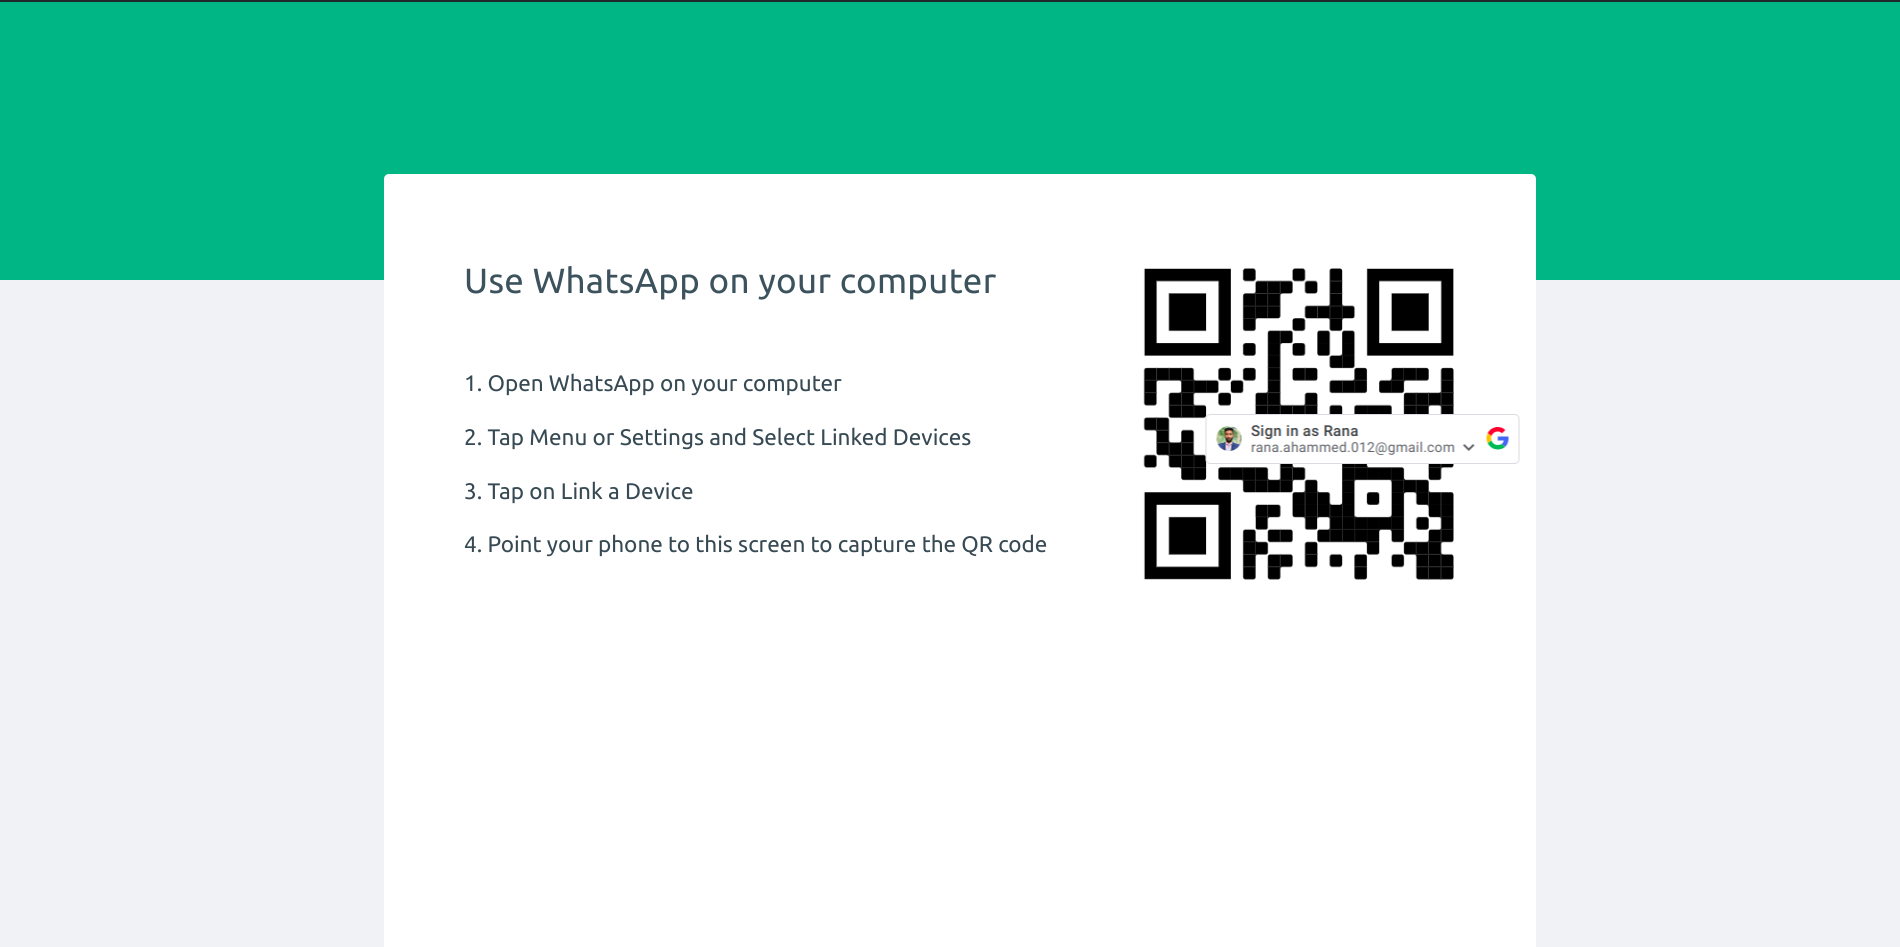 Use WhatsApp on your computer
1. Open WhatsApp on your computer
2. Tap Menu or Settings and Select Linked Devices
3. Tap on Link a Device
4. Point your phone to this screen to capture the QR code
Sign in as Rana
rana.ahammed.012@gmail.com